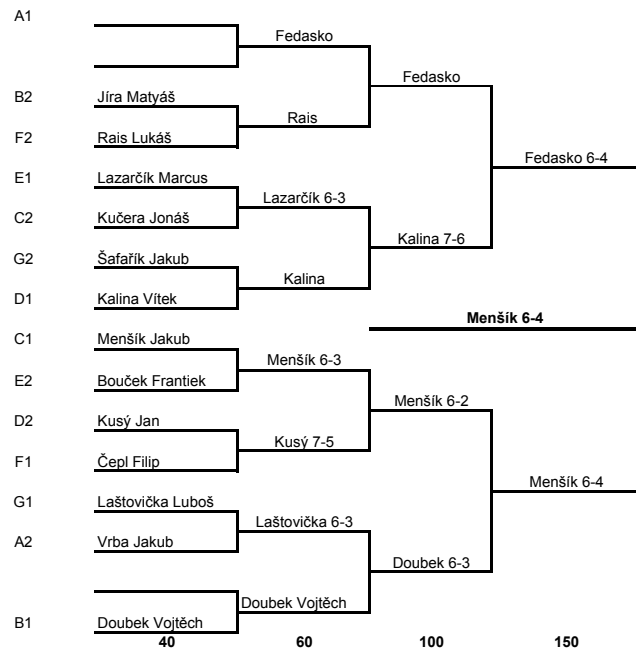 A1
Fedasko
Fedasko
B2 Jíra Matyáš
Rais
F2 Rais Lukáš
Fedasko 6-4
E1 Lazarčík Marcus
Lazarčík 6-3
C2 Kučera Jonáš
Kalina 7-6
G2 Šafařík Jakub
Kalina
D1 Kalina Vítek
Menšík 6-4
C1 Menšík Jakub
Menšík 6-3
E2 Bouček Frantiek
Menšík 6-2
D2 Kusý Jan
Kusý 7-5
F1 Čepl Filip
Menšík 6-4
G1 Laštovička Luboš
Laštovička 6-3
A2 Vrba Jakub
Doubek 6-3
Doubek Vojtěch
B1 Doubek Vojtěch
40 60 100 150